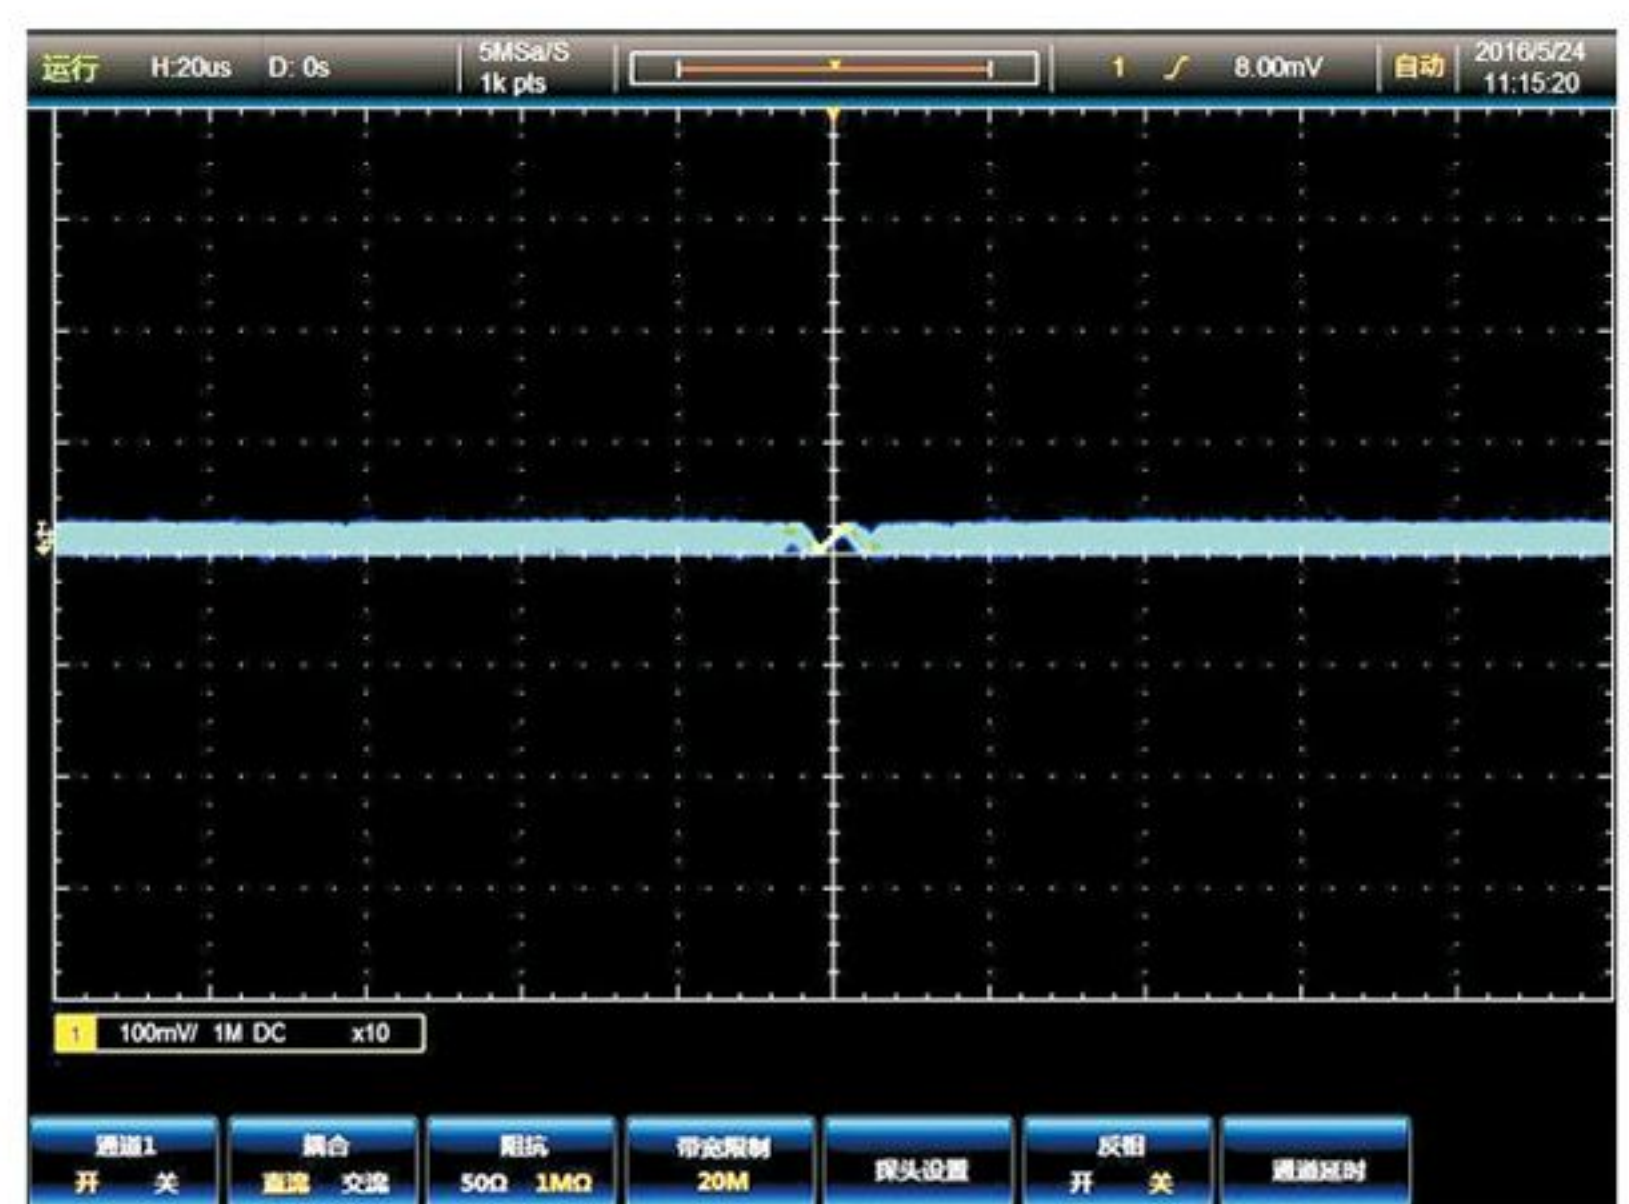 运行 H:20us D: 0s 5MSa/S 1k pts 1 8.00mV 自动 2016/5/24 11:15:20
1 100mV/ 1M DC x10
通道1 耦合 阻抗 带宽限制 探头设置 反相 通道延时
开 关 直流 交流 50Ω 1MΩ 20M 开 关